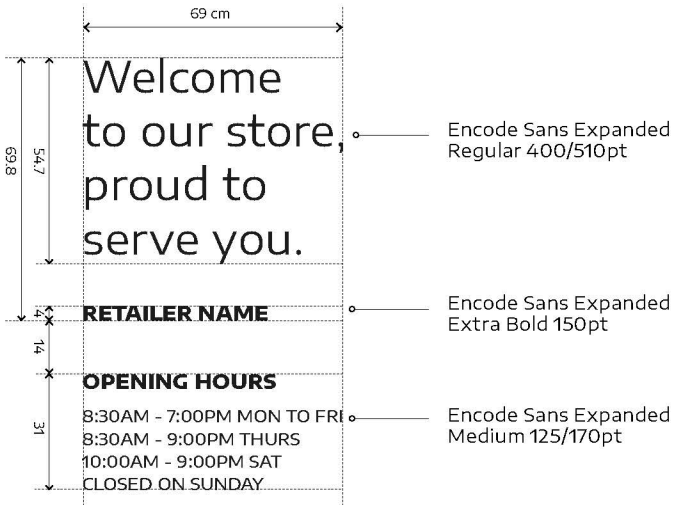 69 cm
Welcome
to our store,
proud to
serve you.
69.8
54.7
Encode Sans Expanded
Regular 400/510pt
4
RETAILER NAME
Encode Sans Expanded
Extra Bold 150pt
14
OPENING HOURS
8:30AM - 7:00PM MON TO FRI
8:30AM - 9:00PM THURS
10:00AM - 9:00PM SAT
CLOSED ON SUNDAY
31
Encode Sans Expanded
Medium 125/170pt